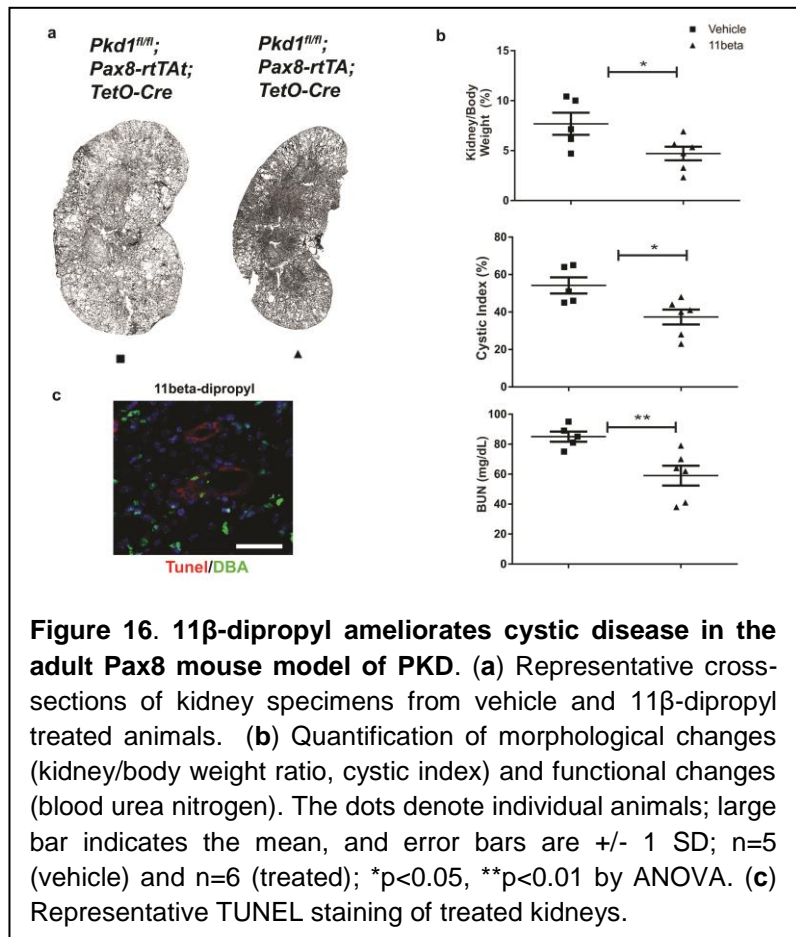 a
Pkd1fl/fl;
Pax8-rtTAt;
TetO-Cre
Pkd1fl/fl;
Pax8-rtTA;
TetO-Cre
b
Vehicle
11beta
Kidney/Body
Weight (%)
15
10
5
0
*
Cystic Index (%)
80
60
40
20
0
*
BUN (mg/dL)
100
80
60
40
20
0
**
c
11beta-dipropyl
Tunel/DBA
Figure 16. 11β-dipropyl ameliorates cystic disease in the
adult Pax8 mouse model of PKD. (a) Representative cross-
sections of kidney specimens from vehicle and 11β-dipropyl
treated animals. (b) Quantification of morphological changes
(kidney/body weight ratio, cystic index) and functional changes
(blood urea nitrogen). The dots denote individual animals; large
bar indicates the mean, and error bars are +/- 1 SD; n=5
(vehicle) and n=6 (treated); *p<0.05, **p<0.01 by ANOVA. (c)
Representative TUNEL staining of treated kidneys.